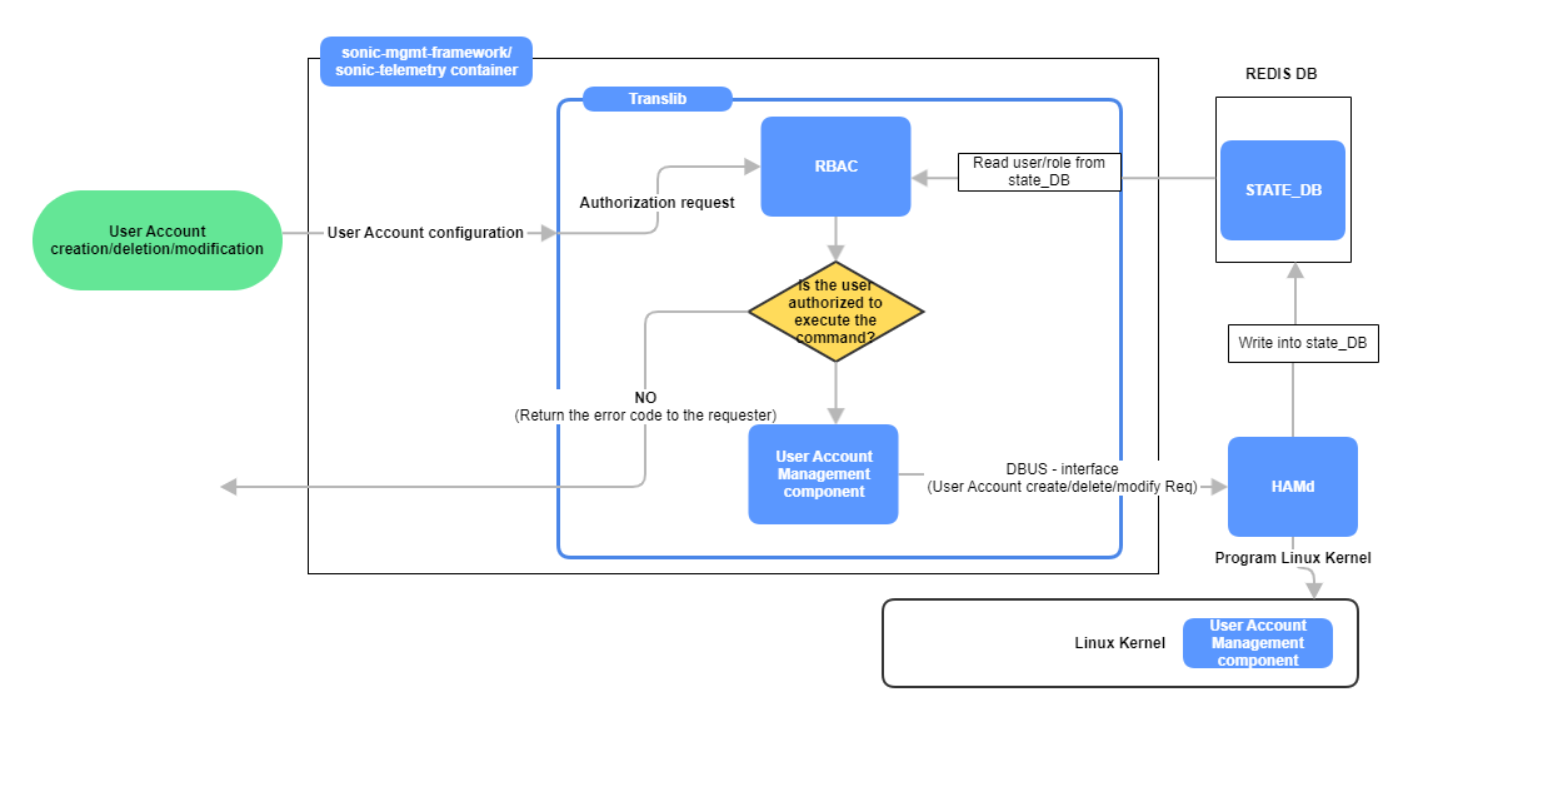 sonic-mgmt-framework/
sonic-telemetry container
REDIS DB
Translib
RBAC
Read user/role from
state_DB
STATE_DB
Authorization request
User Account
creation/deletion/modification
User Account configuration
Is the user
authorized to
execute the
command?
Write into state_DB
NO
(Return the error code to the requester)
User Account
Management
component
DBUS - interface
(User Account create/delete/modify Req)
HAMd
Program Linux Kernel
Linux Kernel
User Account
Management
component